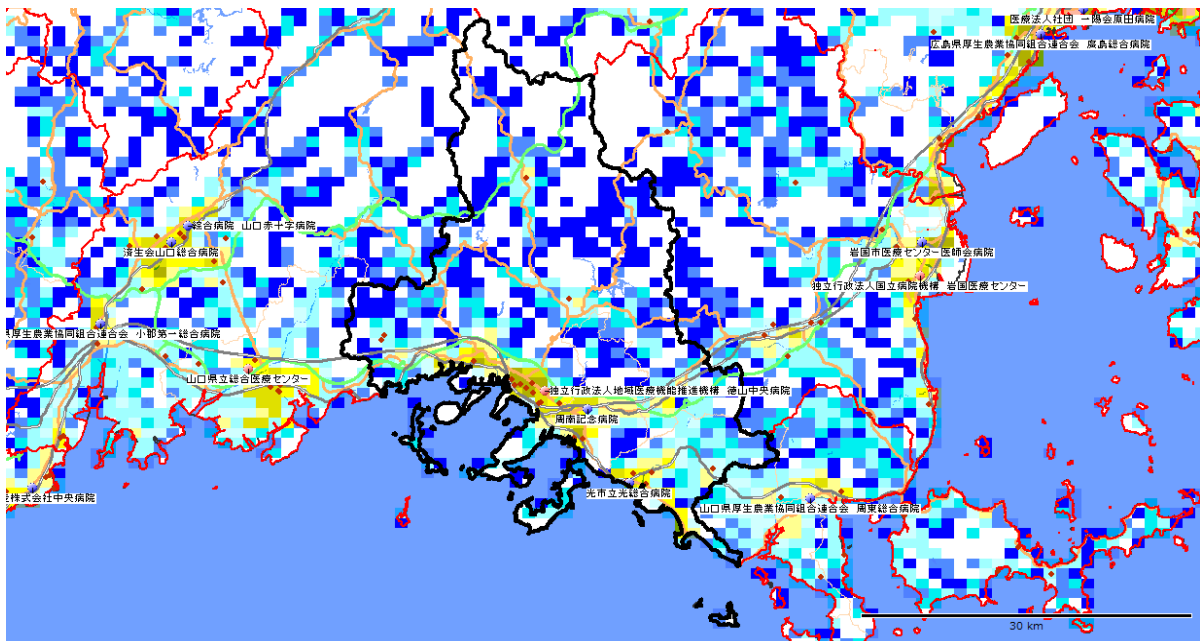 医療法人社団 一陽会原田病院
広島県厚生農業協同組合連合会 廣島総合病院
綜合病院 山口赤十字病院
済生会山口総合病院
岩国市医療センター医師会病院
独立行政法人国立病院機構 岩国医療センター
県厚生農業協同組合連合会 小郡第一総合病院
山口県立総合医療センター
独立行政法人地域医療機能推進機構 徳山中央病院
周南記念病院
光市立光総合病院
株式会社中央病院
山口県厚生農業協同組合連合会 周東総合病院
30 km